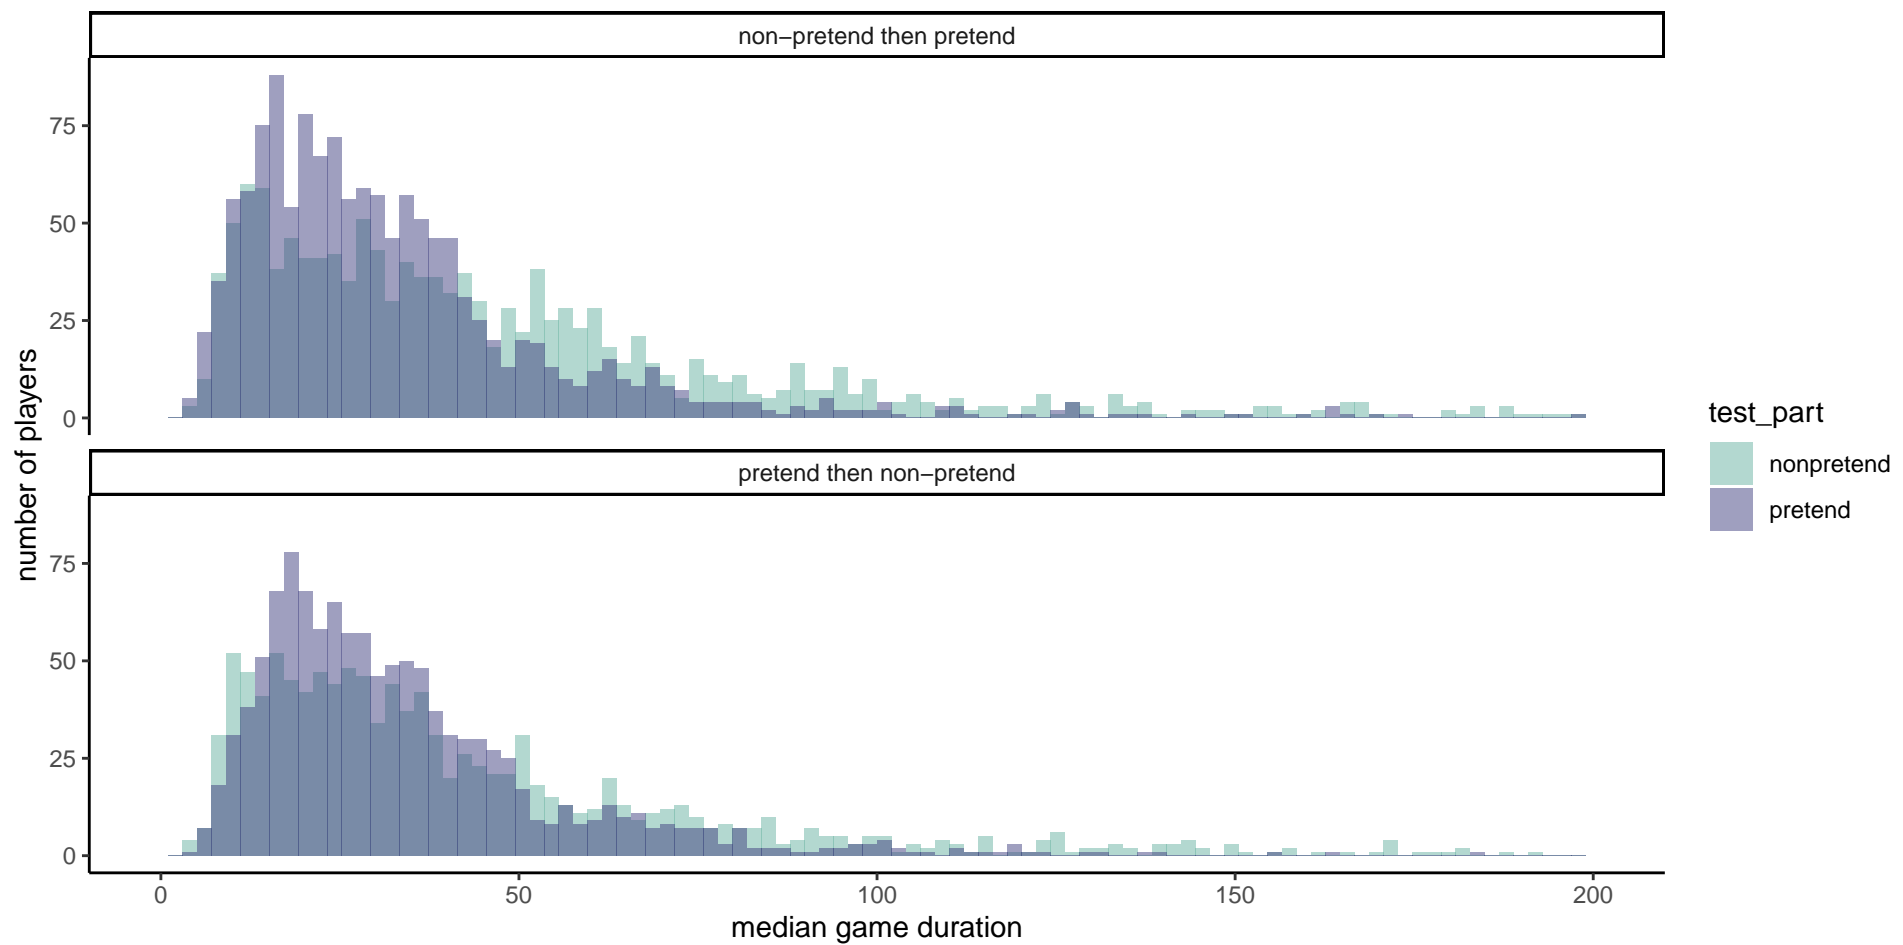 non−pretend then pretend
75
50
25
0
pretend then non−pretend
75
50
25
0
0 50 100 150 200
median game duration
number of players
test_part
nonpretend
pretend